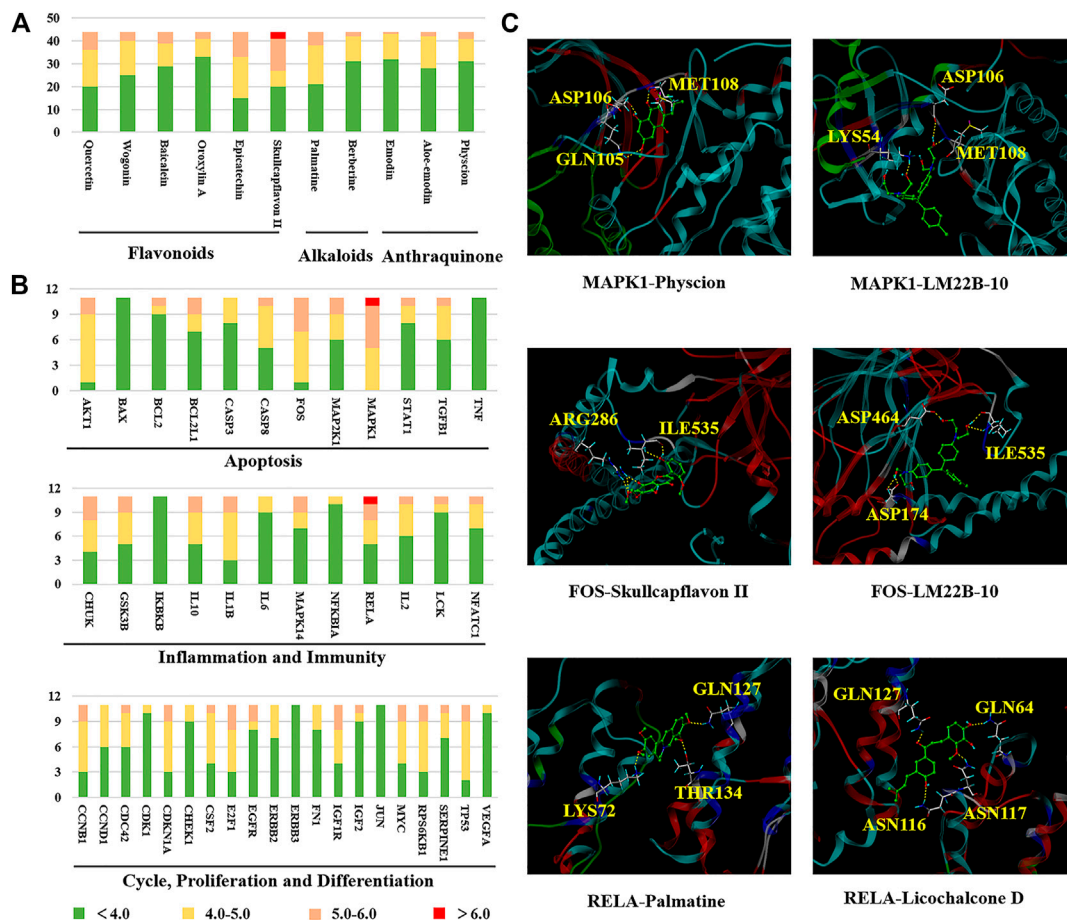 A
50
40
30
20
10
0
Quercetin
Wogonin
Baicalein
Oroxylin A
Epicatechin
Skullcapflavon II
Palmatine
Berberine
Emodin
Aloe-emodin
Physcion
Flavonoids
Alkaloids
Anthraquinone
B
12
9
6
3
0
AKT1
BAX
BCL2
BCL2L1
CASP3
CASP8
FOS
MAP2K1
MAPK1
STAT1
TGFB1
TNF
Apoptosis
12
9
6
3
0
CHUK
GSK3B
IKBKB
IL10
IL1B
IL6
MAPK14
NFKBIA
RELA
IL2
LCK
NFATC1
Inflammation and Immunity
12
9
6
3
0
CCNB1
CCND1
CDC42
CDK1
CDKN1A
CHEK1
CSF2
E2F1
EGFR
ERBB2
ERBB3
FN1
IGF1R
IGF2
JUN
MYC
RPS6KB1
SERPINE1
TP53
VEGFA
Cycle, Proliferation and Differentiation
<4.0
4.0-5.0
5.0-6.0
>6.0
C
ASP106
MET108
GLN105
MAPK1-Physcion
ASP106
LYS54
MET108
MAPK1-LM22B-10
ARG286
ILE535
FOS-Skullcapflavon II
ASP464
ILE535
ASP174
FOS-LM22B-10
GLN127
LYS72
THR134
RELA-Palmatine
GLN127
GLN64
ASN116
ASN117
RELA-Licochalcone D